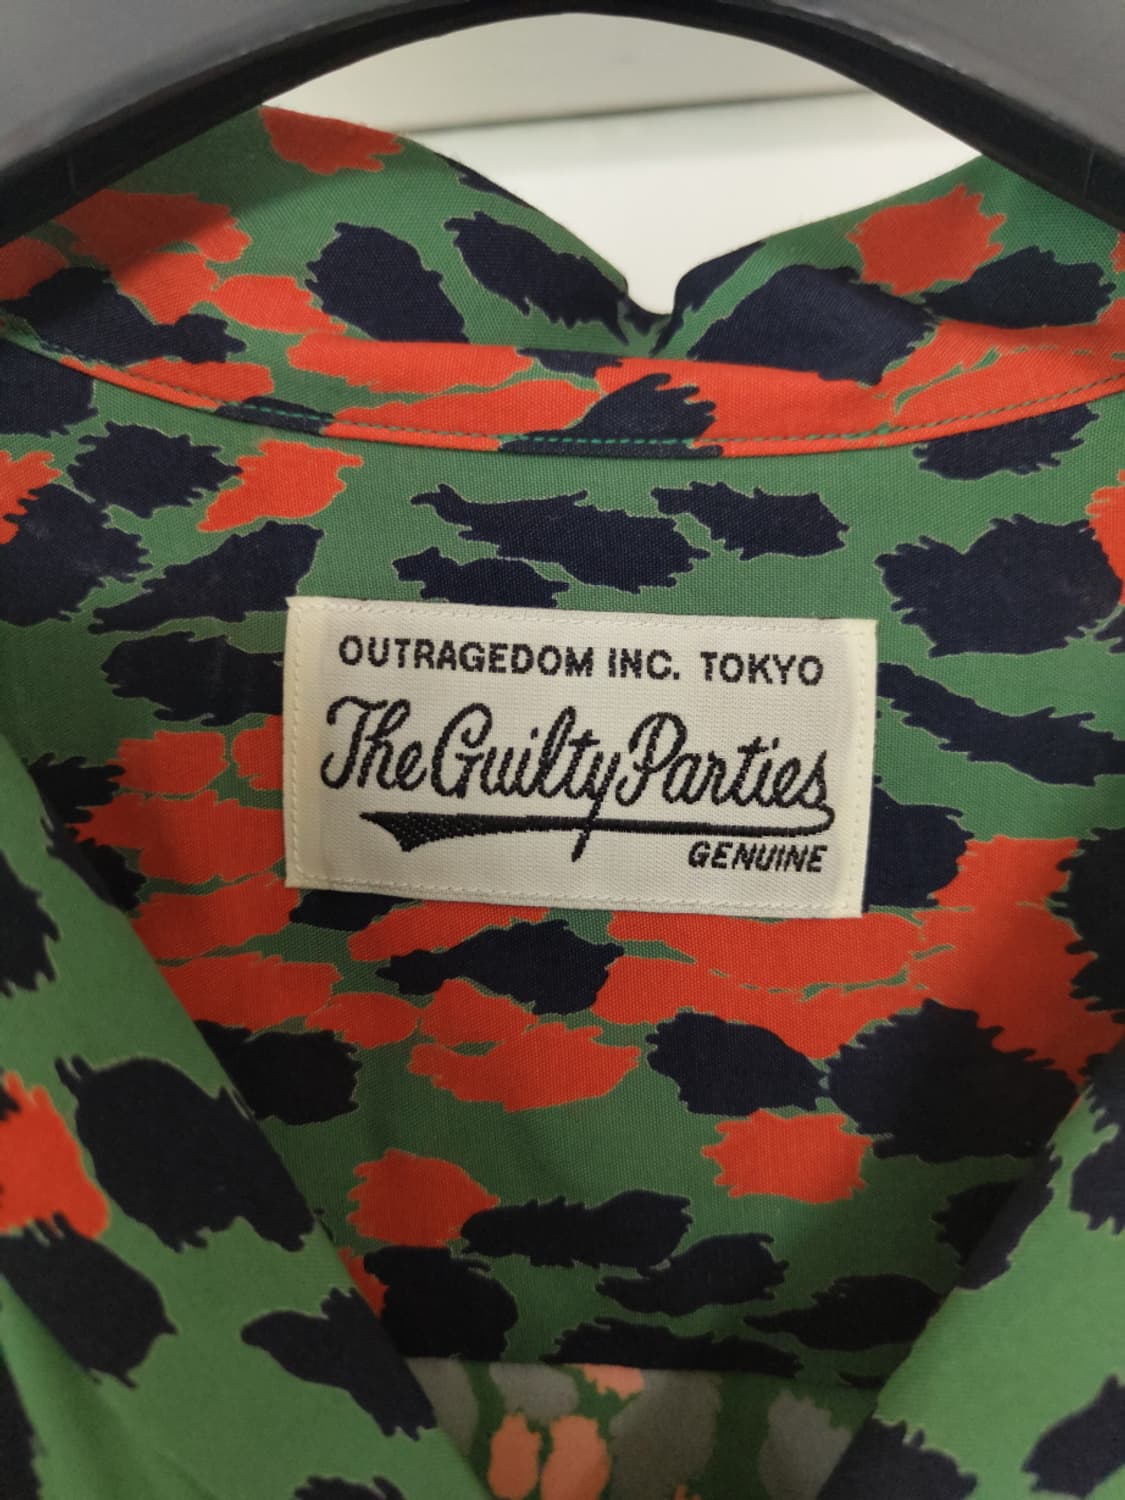 OUTRAGEDOM INC. TOKYO
The Guilty Parties
GENUINE